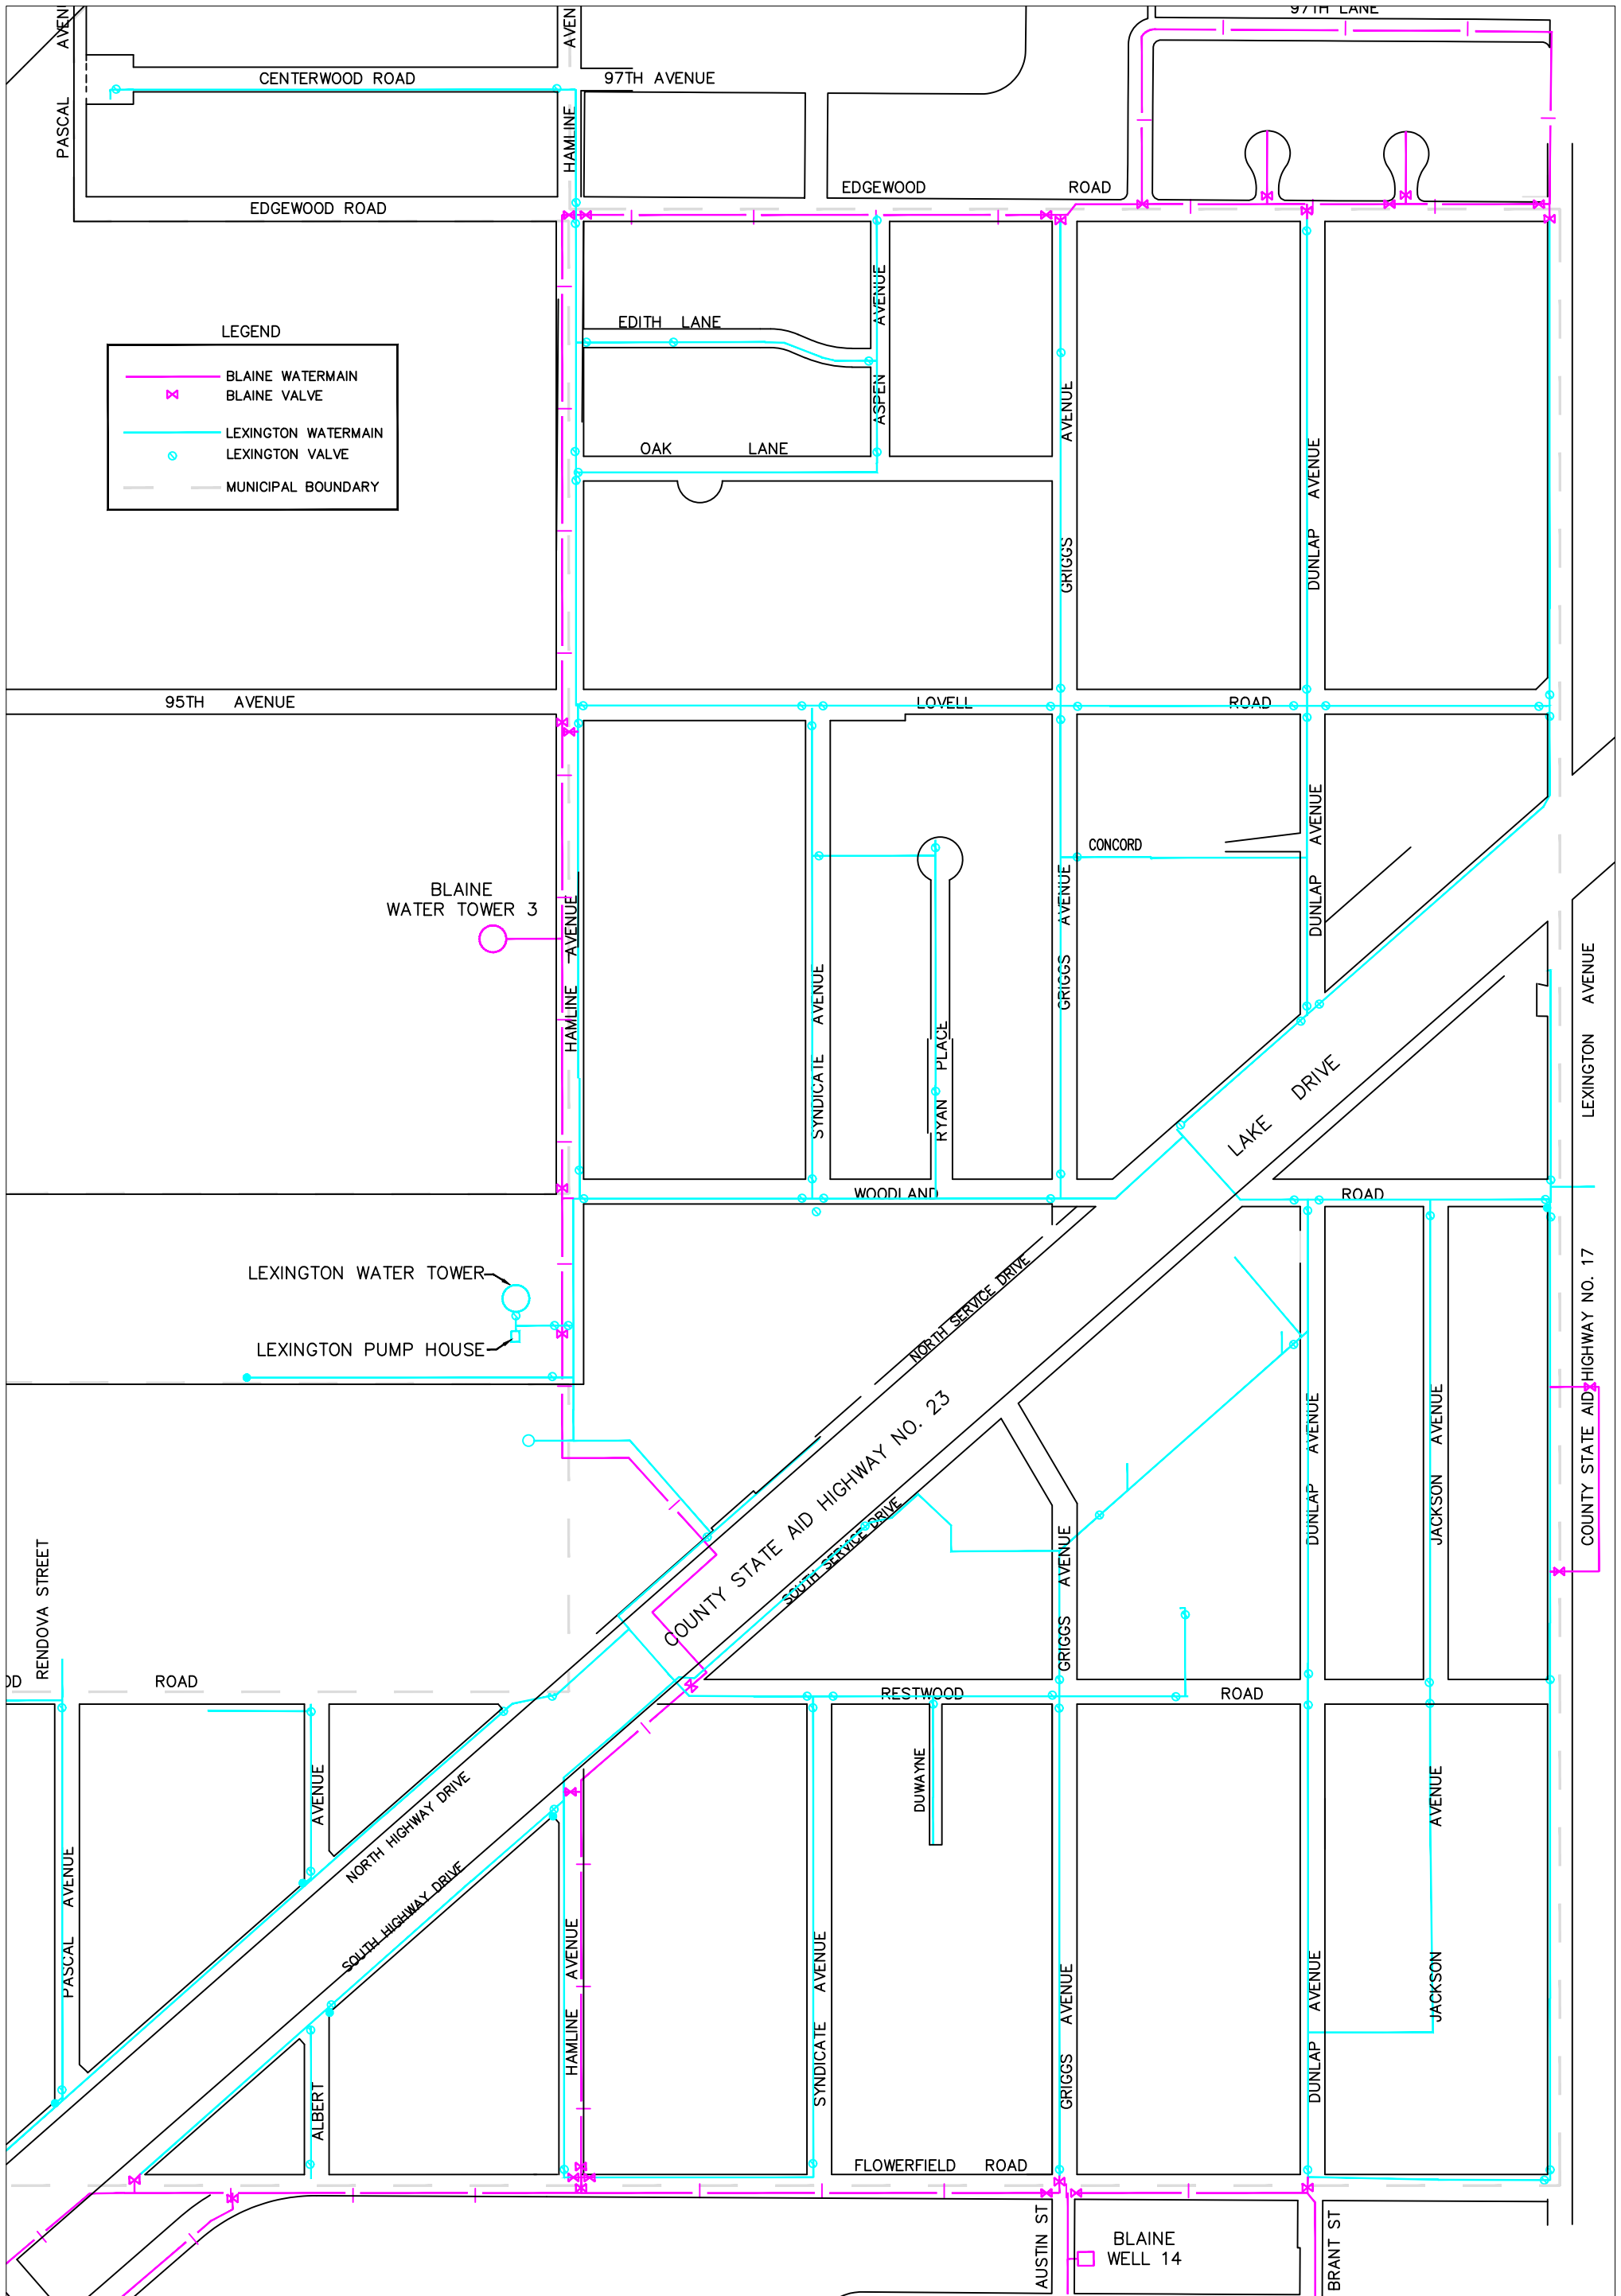 97TH LANE
AVEN
AVEN
CENTERWOOD ROAD
97TH AVENUE
PASCAL
HAMLINE
EDGEWOOD ROAD
EDGEWOOD ROAD
LEGEND
BLAINE WATERMAIN
BLAINE VALVE
LEXINGTON WATERMAIN
LEXINGTON VALVE
MUNICIPAL BOUNDARY
EDITH LANE
ASPEN AVENUE
OAK LANE
GRIGGS AVENUE
DUNLAP AVENUE
95TH AVENUE
LOVELL ROAD
CONCORD
DUNLAP AVENUE
BLAINE
WATER TOWER 3
HAMLINE AVENUE
SYNDICATE AVENUE
RYAN PLACE
GRIGGS AVENUE
LAKE DRIVE
LEXINGTON AVENUE
WOODLAND ROAD
LEXINGTON WATER TOWER
LEXINGTON PUMP HOUSE
NORTH SERVICE DRIVE
COUNTY STATE AID HIGHWAY NO. 23
SOUTH SERVICE DRIVE
GRIGGS AVENUE
DUNLAP AVENUE
JACKSON AVENUE
COUNTY STATE AID HIGHWAY NO. 17
RENDOVA STREET
OD ROAD
RESTWOOD ROAD
DUWAYNE
NORTH HIGHWAY DRIVE
SOUTH HIGHWAY DRIVE
PASCAL AVENUE
ALBERT AVENUE
HAMLINE AVENUE
SYNDICATE AVENUE
GRIGGS AVENUE
DUNLAP AVENUE
JACKSON AVENUE
FLOWERFIELD ROAD
AUSTIN ST
BLAINE
WELL 14
BRANT ST